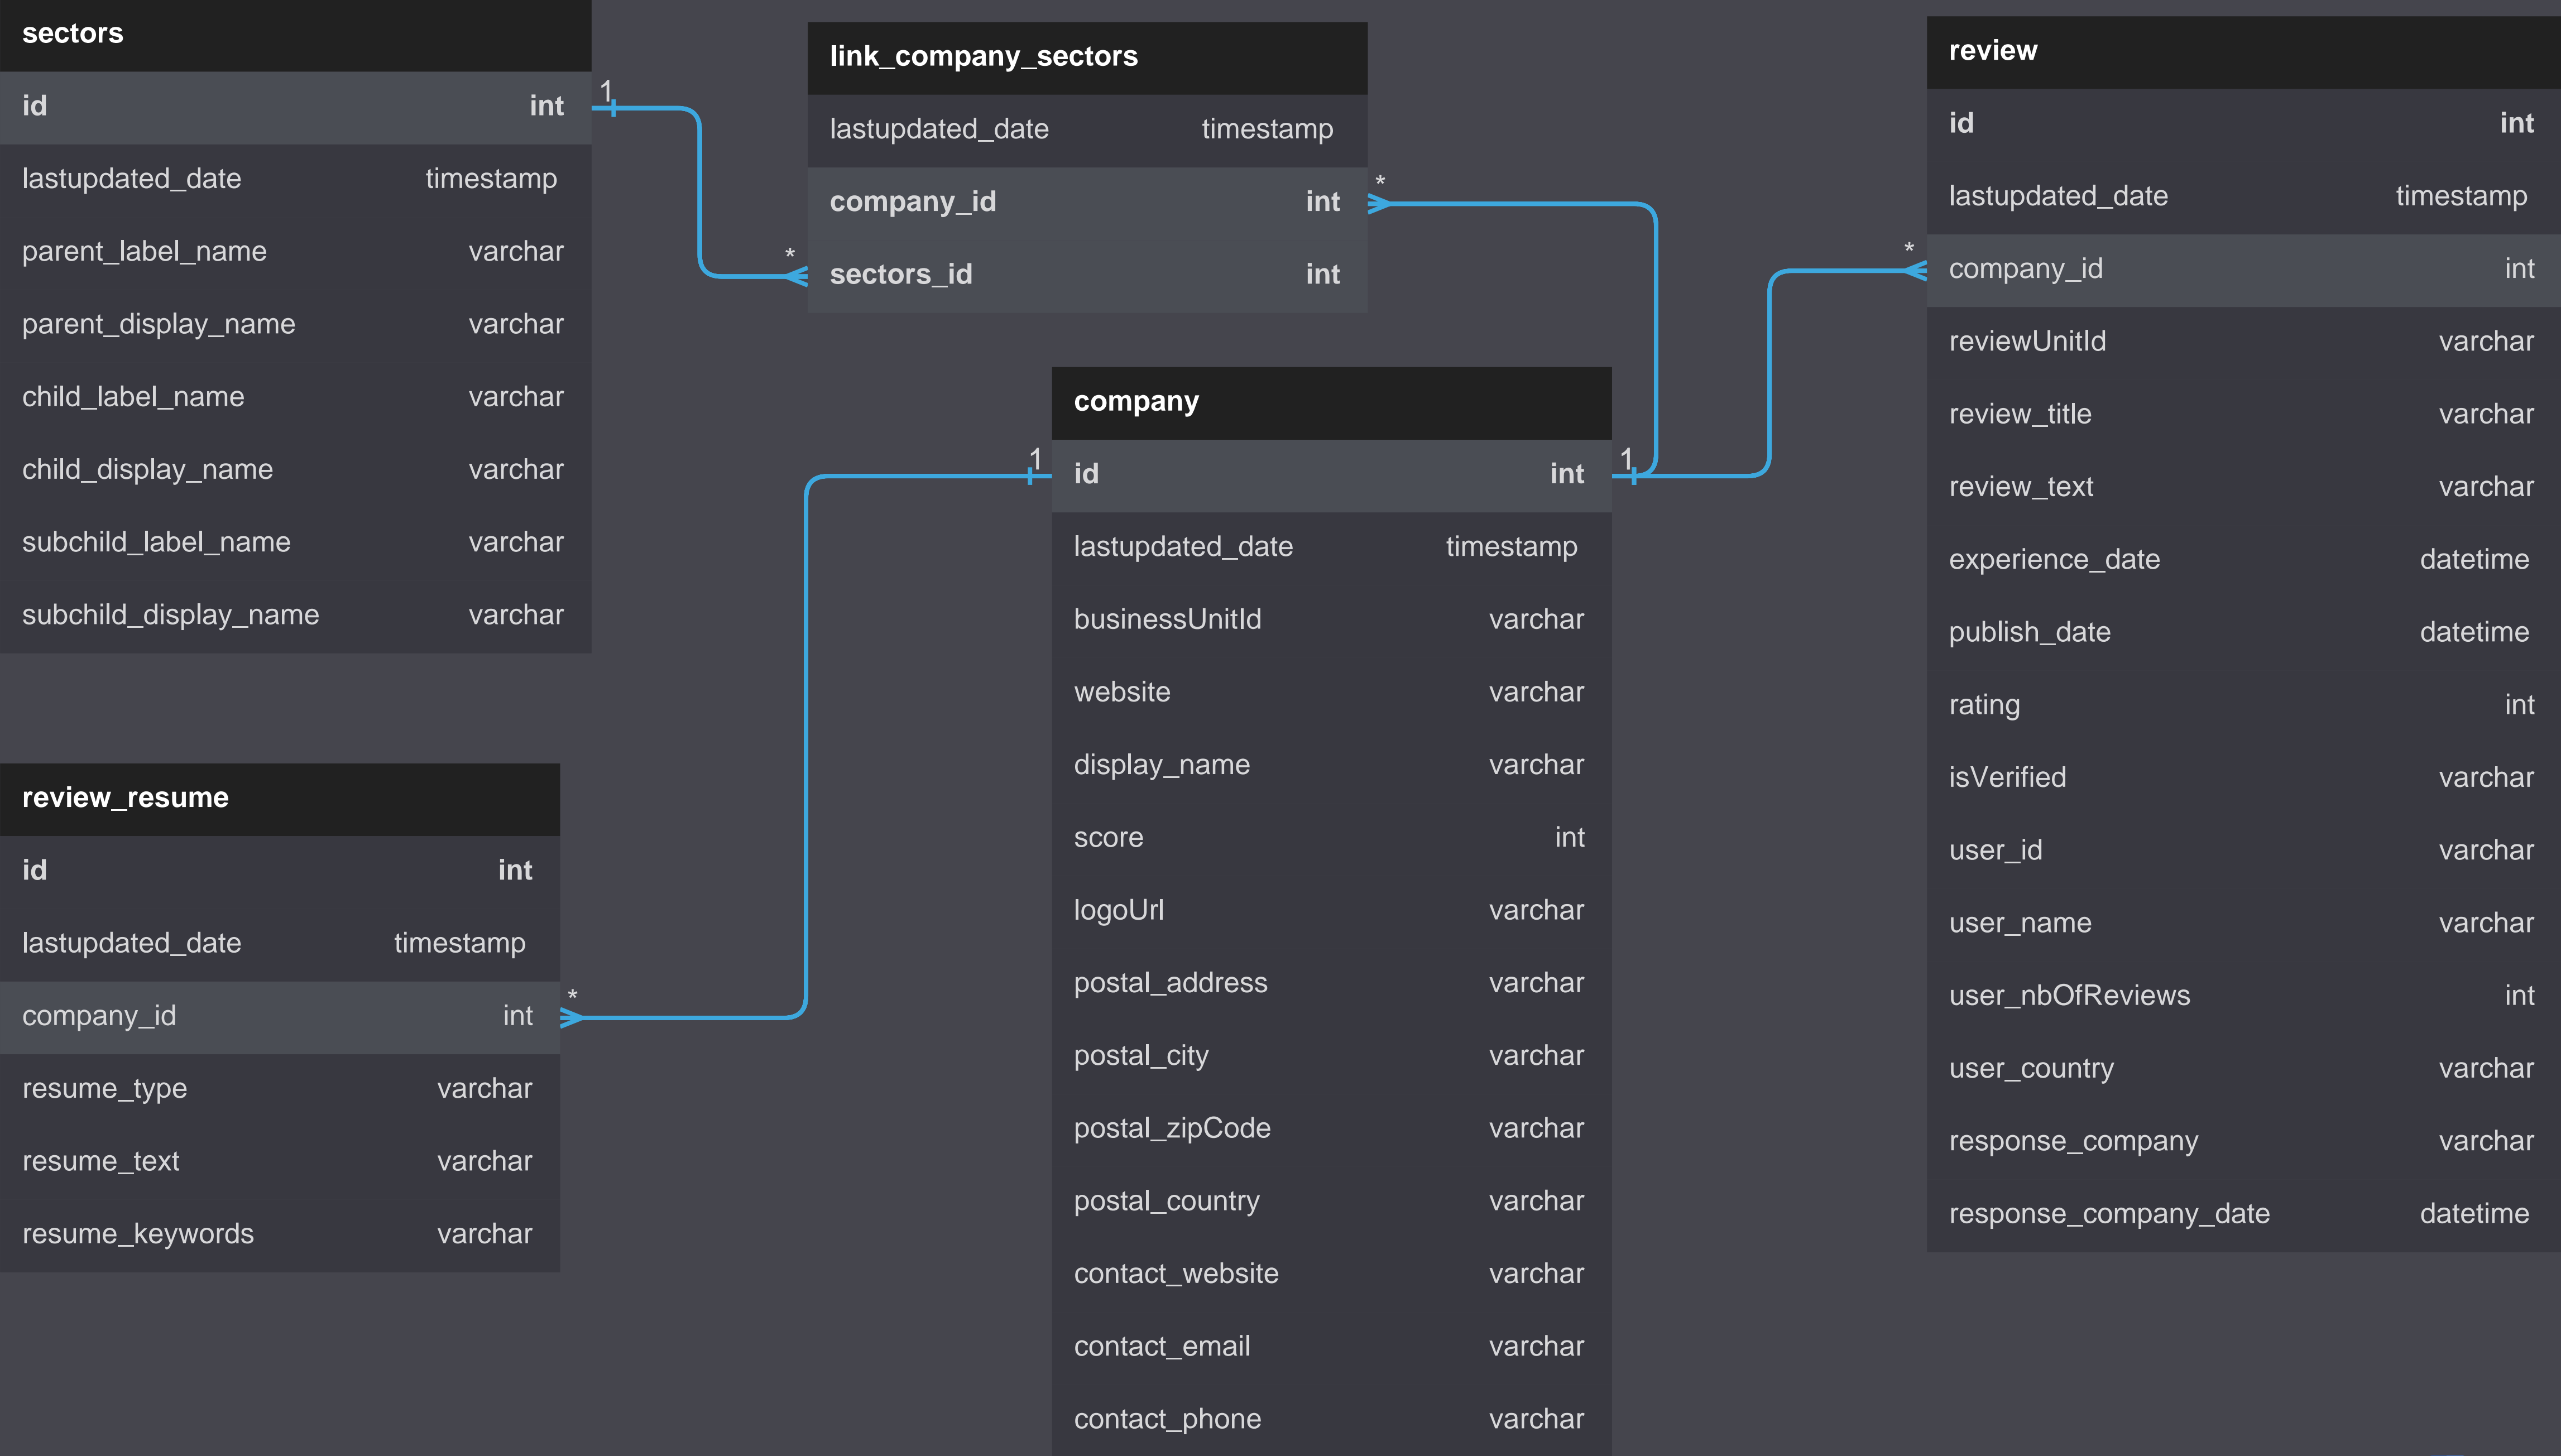 sectors
id int
lastupdated_date timestamp
parent_label_name varchar
parent_display_name varchar
child_label_name varchar
child_display_name varchar
subchild_label_name varchar
subchild_display_name varchar
1
*
link_company_sectors
lastupdated_date timestamp
company_id int
sectors_id int
*
1
company
id int
lastupdated_date timestamp
businessUnitId varchar
website varchar
display_name varchar
score int
logoUrl varchar
postal_address varchar
postal_city varchar
postal_zipCode varchar
postal_country varchar
contact_website varchar
contact_email varchar
contact_phone varchar
1
*
review
id int
lastupdated_date timestamp
company_id int
reviewUnitId varchar
review_title varchar
review_text varchar
experience_date datetime
publish_date datetime
rating int
isVerified varchar
user_id varchar
user_name varchar
user_nbOfReviews int
user_country varchar
response_company varchar
response_company_date datetime
review_resume
id int
lastupdated_date timestamp
company_id int
resume_type varchar
resume_text varchar
resume_keywords varchar
*